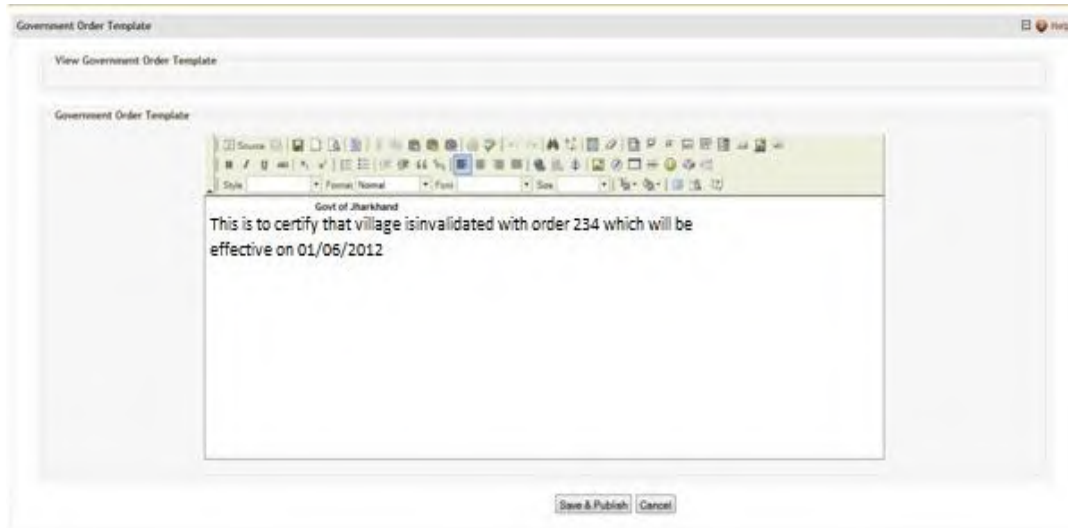 Government Order Template
Help
View Government Order Template
Government Order Template
Source
Style
Format Normal
Font
Size
Govt of Jharkhand
This is to certify that village isinvalidated with order 234 which will be
effective on 01/06/2012
Save & Publish Cancel